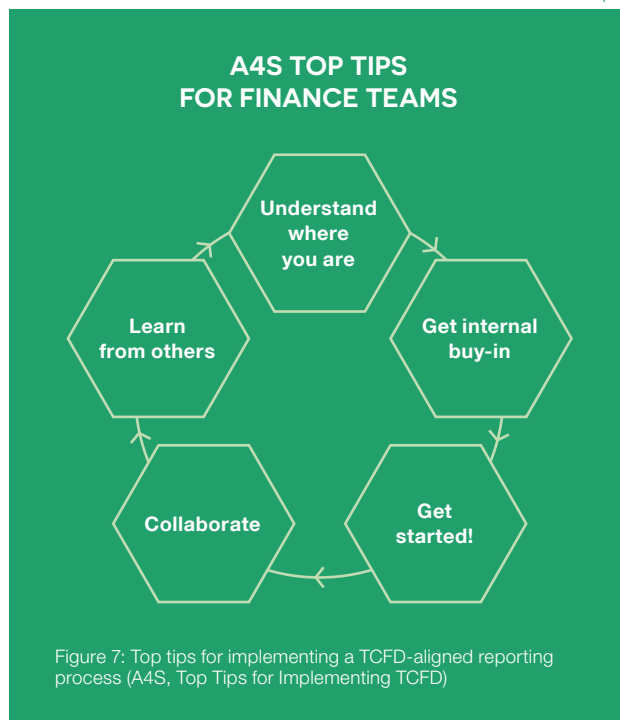 A4S TOP TIPS
FOR FINANCE TEAMS
Understand
where
you are
Get internal
buy-in
Get
started!
Collaborate
Learn
from others
Figure 7: Top tips for implementing a TCFD-aligned reporting
process (A4S, Top Tips for Implementing TCFD)